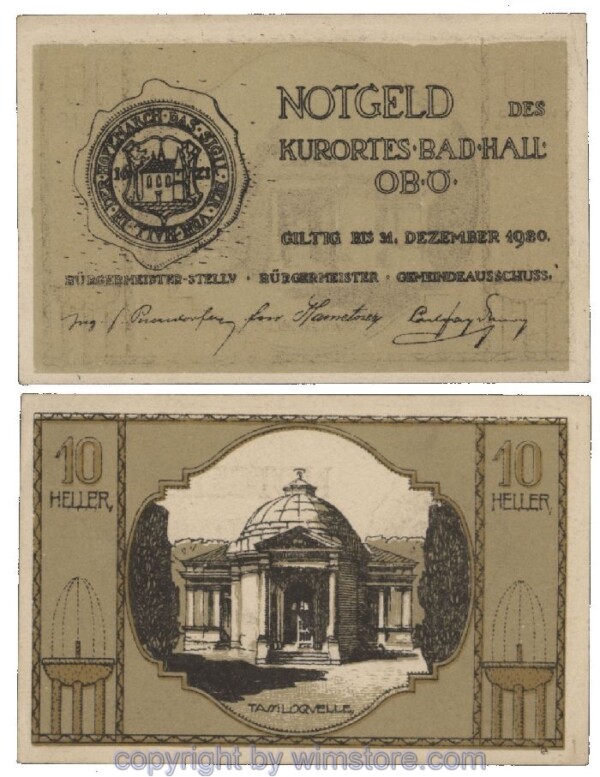 NOTGELD DES
KURORTES·BAD·HALL·
OB·Ö·
GILTIG BIS 31. DEZEMBER 1920.
BÜRGERMEISTER-STELLV · BÜRGERMEISTER · GEMEINDEAUSSCHUSS.
Hametner
10
HELLER
10
HELLER
TASSILOQUELLE
copyright by wimstore.com